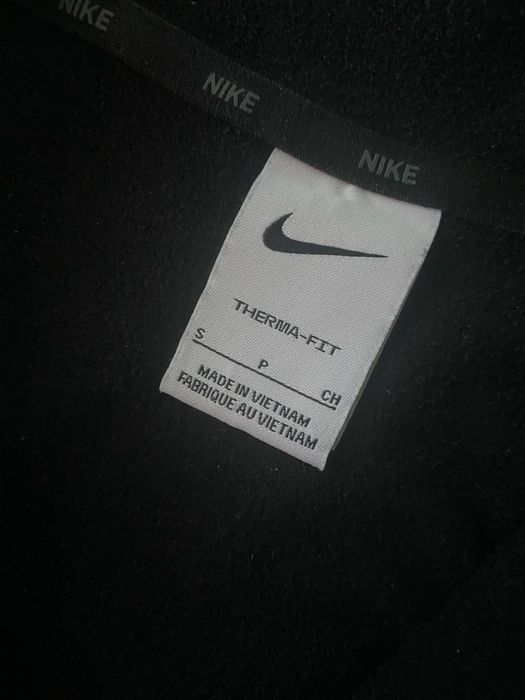 NIKE
NIKE
NIKE
THERMA-FIT
S P CH
MADE IN VIETNAM
FABRIQUE AU VIETNAM